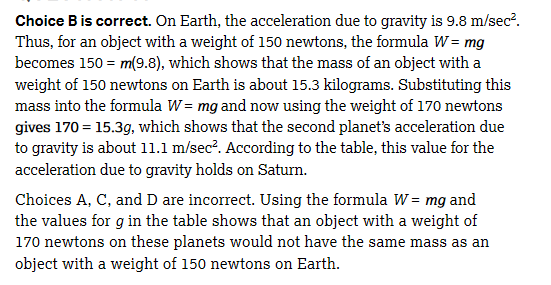 Choice B is correct. On Earth, the acceleration due to gravity is 9.8 m/sec².
Thus, for an object with a weight of 150 newtons, the formula W = mg
becomes 150 = m(9.8), which shows that the mass of an object with a
weight of 150 newtons on Earth is about 15.3 kilograms. Substituting this
mass into the formula W = mg and now using the weight of 170 newtons
gives 170 = 15.3g, which shows that the second planet's acceleration due
to gravity is about 11.1 m/sec². According to the table, this value for the
acceleration due to gravity holds on Saturn.
Choices A, C, and D are incorrect. Using the formula W = mg and
the values for g in the table shows that an object with a weight of
170 newtons on these planets would not have the same mass as an
object with a weight of 150 newtons on Earth.